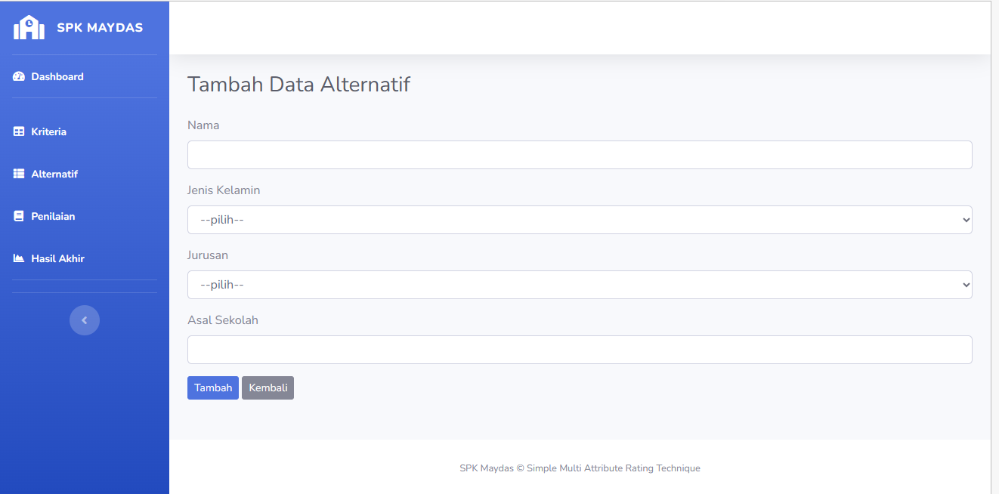 SPK MAYDAS
Dashboard
Kriteria
Alternatif
Penilaian
Hasil Akhir
Tambah Data Alternatif
Nama
Jenis Kelamin
--pilih--
Jurusan
--pilih--
Asal Sekolah
Tambah Kembali
SPK Maydas © Simple Multi Attribute Rating Technique